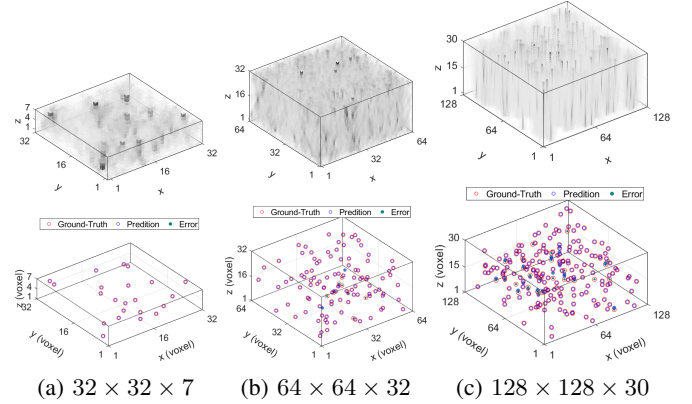 z
7
4
1
32
16
1
1
16
32
y
x
z
32
16
1
64
32
1
1
32
64
y
x
z
30
15
1
128
64
1
1
64
128
y
x
Ground-Truth Predition Error
Ground-Truth Predition Error
Ground-Truth Predition Error
z (voxel)
7
4
1
32
16
1
1
16
32
y (voxel)
x (voxel)
z (voxel)
32
16
1
64
32
1
1
32
64
y (voxel)
x (voxel)
z (voxel)
30
15
1
128
64
1
1
64
128
y (voxel)
x (voxel)
(a) 32 × 32 × 7 (b) 64 × 64 × 32 (c) 128 × 128 × 30